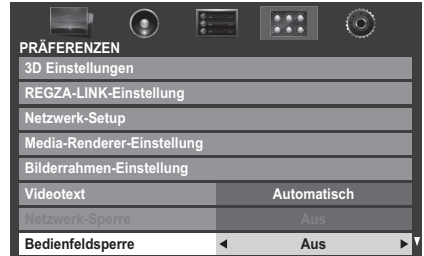 PRÄFERENZEN
3D Einstellungen
REGZA-LINK-Einstellung
Netzwerk-Setup
Media-Renderer-Einstellung
Bilderrahmen-Einstellung
Videotext Automatisch
Netzwerk-Sperre Aus
Bedienfeldsperre Aus